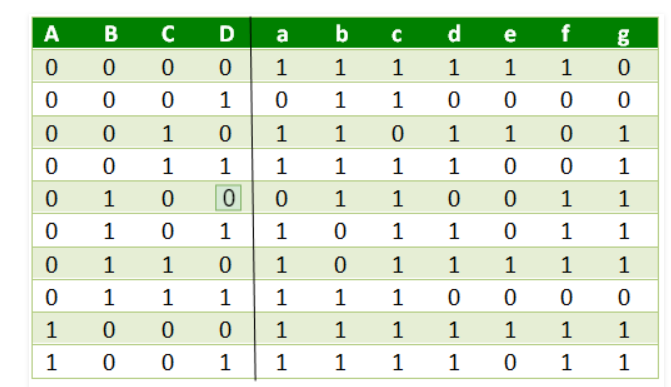 A B C D a b c d e f g
0 0 0 0 1 1 1 1 1 1 0
0 0 0 1 0 1 1 0 0 0 0
0 0 1 0 1 1 0 1 1 0 1
0 0 1 1 1 1 1 1 0 0 1
0 1 0 0 0 1 1 0 0 1 1
0 1 0 1 1 0 1 1 0 1 1
0 1 1 0 1 0 1 1 1 1 1
0 1 1 1 1 1 1 0 0 0 0
1 0 0 0 1 1 1 1 1 1 1
1 0 0 1 1 1 1 1 0 1 1